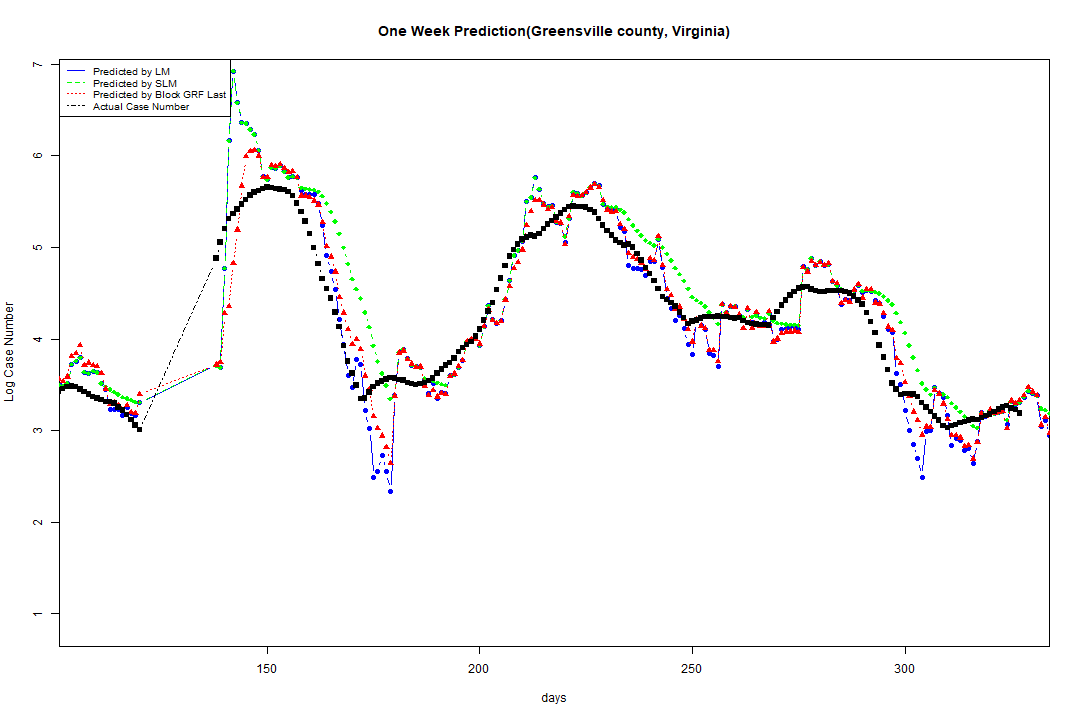 One Week Prediction(Greensville county, Virginia)
Predicted by LM
Predicted by SLM
Predicted by Block GRF Last
Actual Case Number
7
6
5
4
3
2
1
Log Case Number
150 200 250 300
days